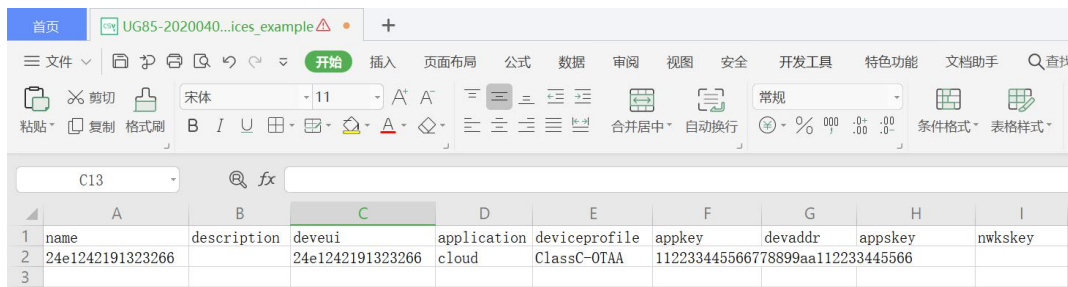 首页 CSV UG85-2020040...ices_example +
文件 开始 插入 页面布局 公式 数据 审阅 视图 安全 开发工具 特色功能 文档助手 查找
剪切 宋体 11 A⁺ A⁻ 常规
粘贴 复制 格式刷 B I U A 合并居中 自动换行 % 000 .00 .00 条件格式 表格样式
C13 fx
A B C D E F G H I
1 name description deveui application deviceprofile appkey devaddr appskey nwkskey
2 24e1242191323266 24e1242191323266 cloud ClassC-OTAA 112233445566778899aa112233445566
3